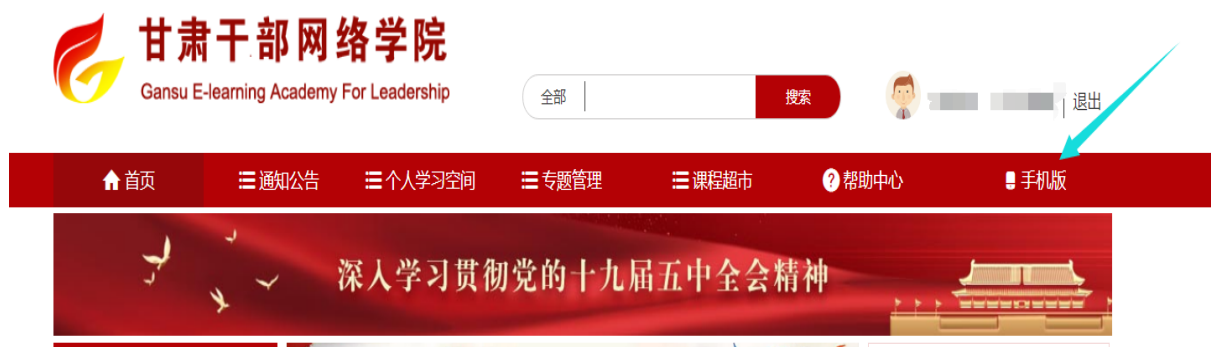 甘肃干部网络学院
Gansu E-learning Academy For Leadership
全部 搜索 退出
首页 通知公告 个人学习空间 专题管理 课程超市 ?帮助中心 手机版
深入学习贯彻党的十九届五中全会精神